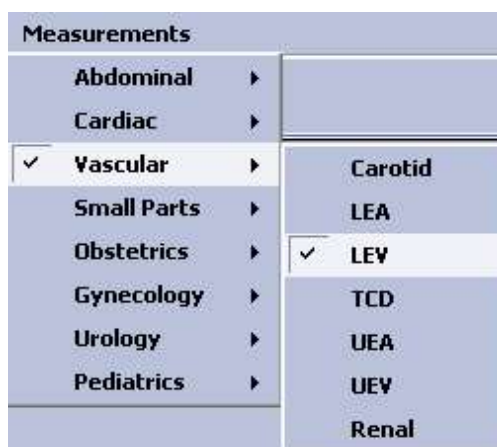 Measurements
Abdominal
Cardiac
Vascular
Small Parts
Obstetrics
Gynecology
Urology
Pediatrics
Carotid
LEA
LEV
TCD
UEA
UEV
Renal